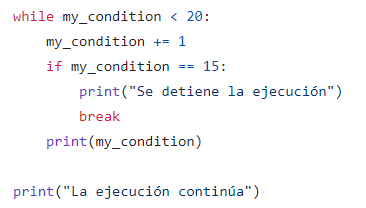 while my_condition < 20:
    my_condition += 1
    if my_condition == 15:
        print("Se detiene la ejecución")
        break
    print(my_condition)

print("La ejecución continúa")